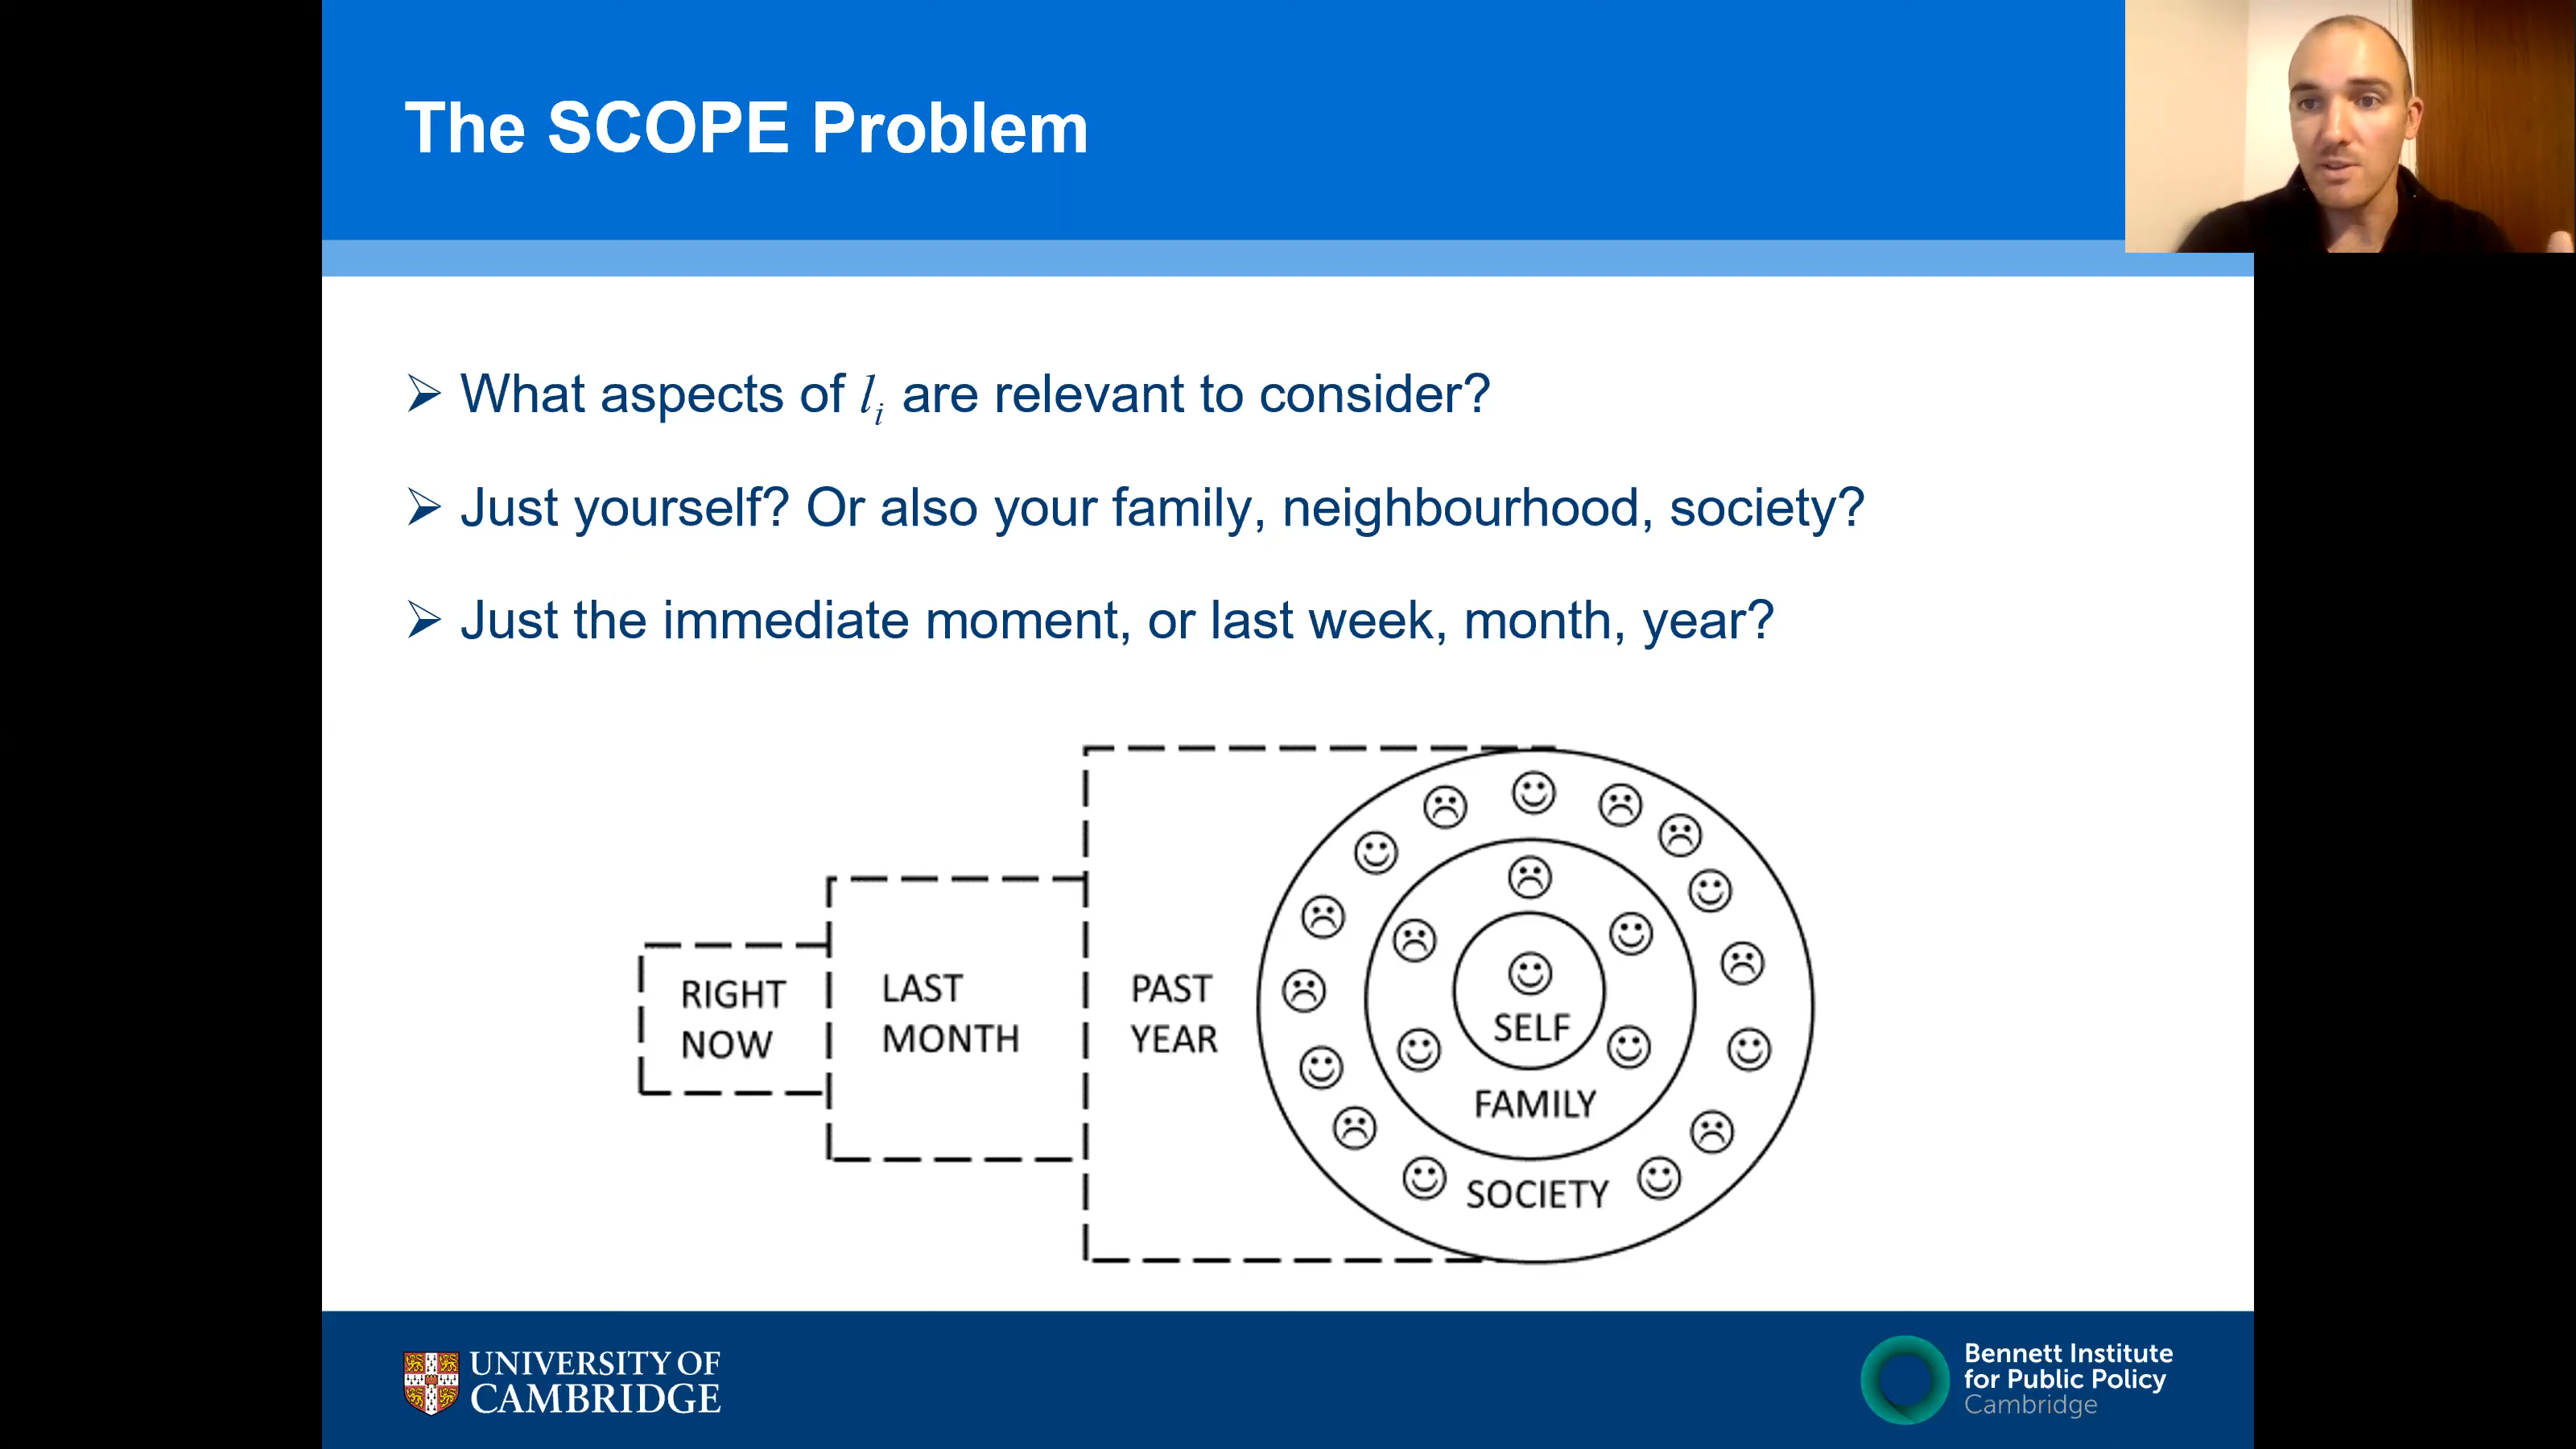 The SCOPE Problem
➢ What aspects of lᵢ are relevant to consider?
➢ Just yourself? Or also your family, neighbourhood, society?
➢ Just the immediate moment, or last week, month, year?
RIGHT
NOW
LAST
MONTH
PAST
YEAR
SELF
FAMILY
SOCIETY
UNIVERSITY OF
CAMBRIDGE
Bennett Institute
for Public Policy
Cambridge